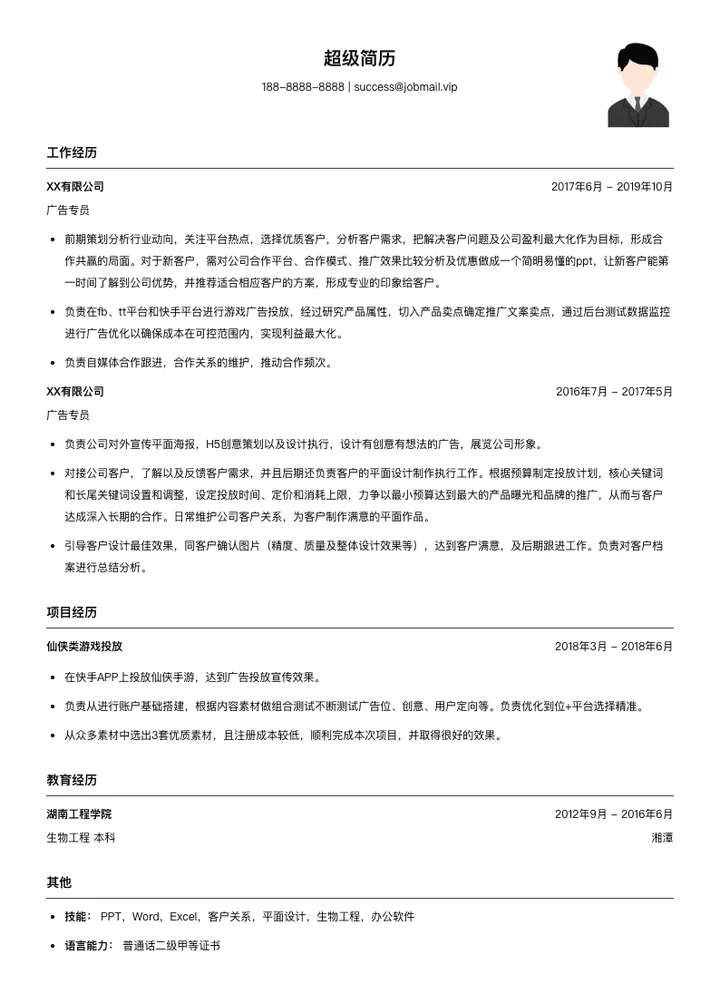 超级简历
188-8888-8888 | success@jobmail.vip
工作经历
XX有限公司 2017年6月 – 2019年10月
广告专员
• 前期策划分析行业动向，关注平台热点，选择优质客户，分析客户需求，把解决客户问题及公司盈利最大化作为目标，形成合
作共赢的局面。对于新客户，需对公司合作平台、合作模式、推广效果比较分析及优惠做成一个简明易懂的ppt，让新客户能第
一时间了解到公司优势，并推荐适合相应客户的方案，形成专业的印象给客户。
• 负责在fb、tt平台和快手平台进行游戏广告投放，经过研究产品属性，切入产品卖点确定推广文案卖点，通过后台测试数据监控
进行广告优化以确保成本在可控范围内，实现利益最大化。
• 负责自媒体合作跟进，合作关系的维护，推动合作频次。
XX有限公司 2016年7月 – 2017年5月
广告专员
• 负责公司对外宣传平面海报，H5创意策划以及设计执行，设计有创意有想法的广告，展览公司形象。
• 对接公司客户，了解以及反馈客户需求，并且后期还负责客户的平面设计制作执行工作。根据预算制定投放计划，核心关键词
和长尾关键词设置和调整，设定投放时间、定价和消耗上限，力争以最小预算达到最大的产品曝光和品牌的推广，从而与客户
达成深入长期的合作。日常维护公司客户关系，为客户制作满意的平面作品。
• 引导客户设计最佳效果，同客户确认图片（精度、质量及整体设计效果等），达到客户满意，及后期跟进工作。负责对客户档
案进行总结分析。
项目经历
仙侠类游戏投放 2018年3月 – 2018年6月
• 在快手APP上投放仙侠手游，达到广告投放宣传效果。
• 负责从进行账户基础搭建，根据内容素材做组合测试不断测试广告位、创意、用户定向等。负责优化到位+平台选择精准。
• 从众多素材中选出3套优质素材，且注册成本较低，顺利完成本次项目，并取得很好的效果。
教育经历
湖南工程学院 2012年9月 – 2016年6月
生物工程 本科 湘潭
其他
• 技能： PPT，Word，Excel，客户关系，平面设计，生物工程，办公软件
• 语言能力： 普通话二级甲等证书